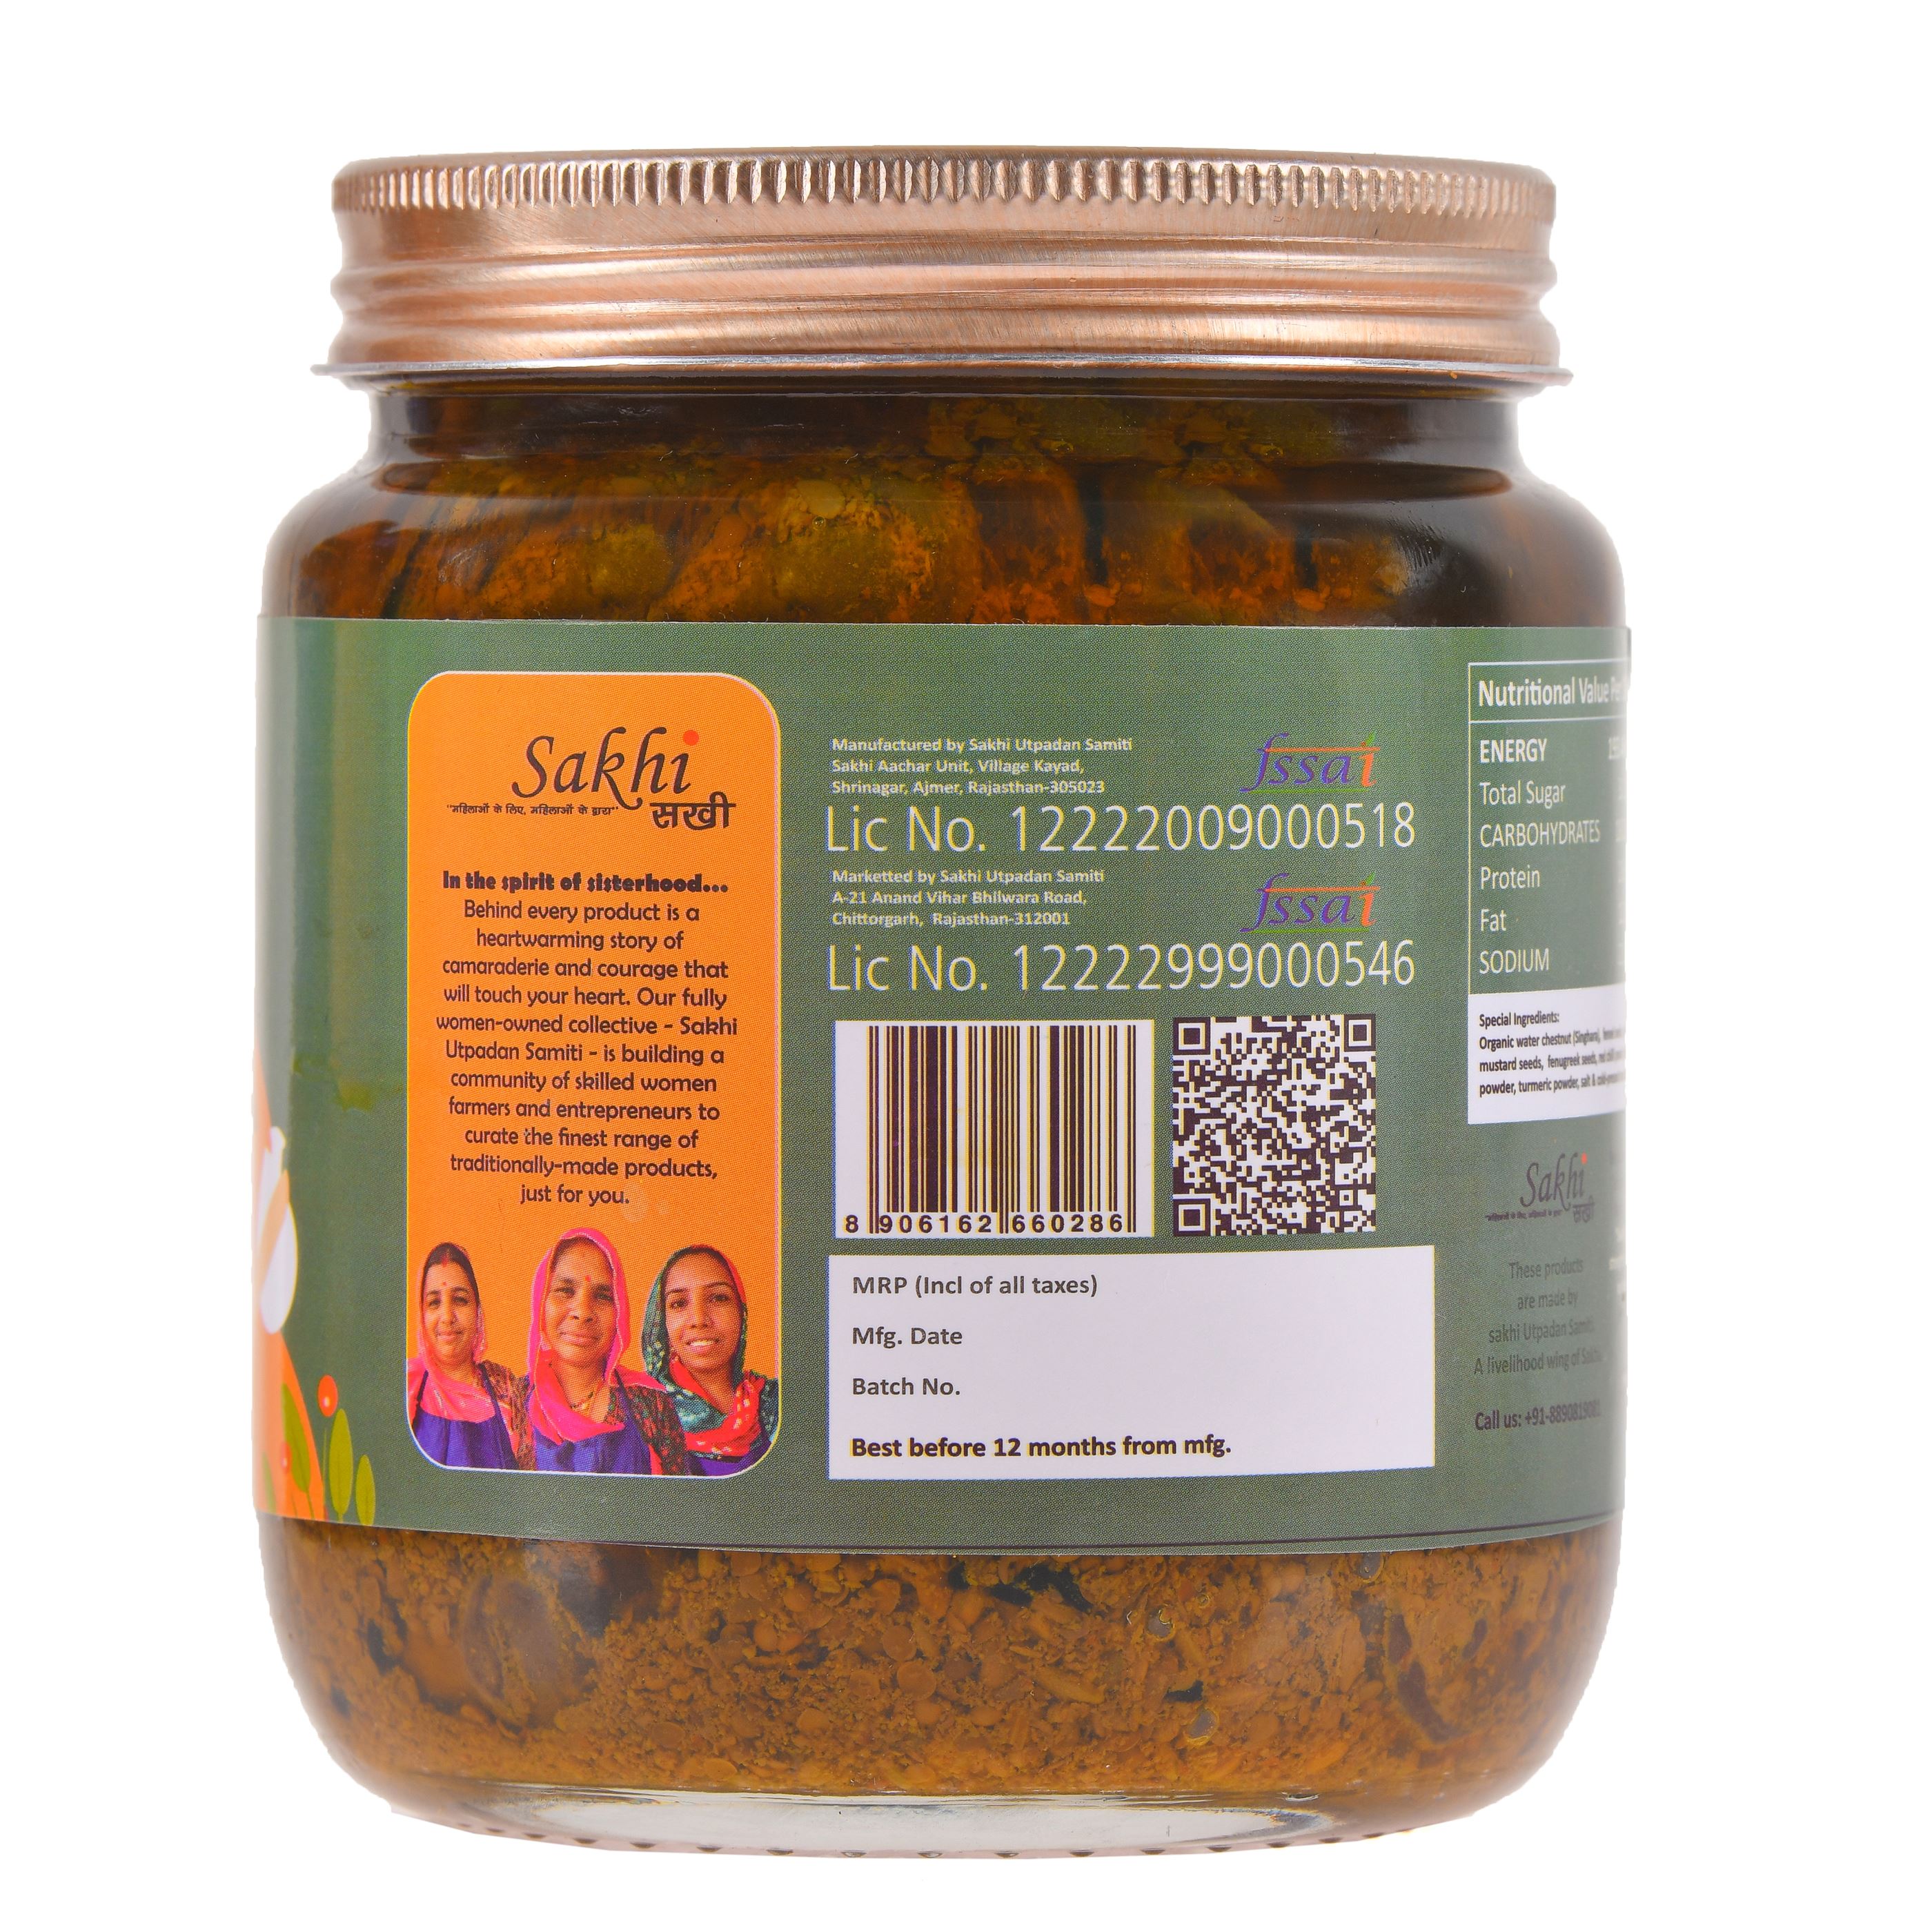 Sakhi
"महिलाओं के लिए, महिलाओं के द्वारा"
सखी
In the spirit of sisterhood...
Behind every product is a
heartwarming story of
camaraderie and courage that
will touch your heart. Our fully
women-owned collective - Sakhi
Utpadan Samiti - is building a
community of skilled women
farmers and entrepreneurs to
curate the finest range of
traditionally-made products,
just for you.
Manufactured by Sakhi Utpadan Samiti
Sakhi Aachar Unit, Village Kayad,
Shrinagar, Ajmer, Rajasthan-305023
fssai
Lic No. 12222009000518
Marketted by Sakhi Utpadan Samiti
A-21 Anand Vihar Bhilwara Road,
Chittorgarh, Rajasthan-312001
fssai
Lic No. 12222999000546
8 906162 660286
MRP (Incl of all taxes)
Mfg. Date
Batch No.
Best before 12 months from mfg.
Nutritional Value
ENERGY
Total Sugar
CARBOHYDRATES
Protein
Fat
SODIUM
Special Ingredients:
Organic water chestnut (Singhara),
mustard seeds, fenugreek seeds,
powder, turmeric powder, salt &
Sakhi
सखी
These products
are made by
sakhi Utpadan Samiti
A livelihood wing of
Call us: